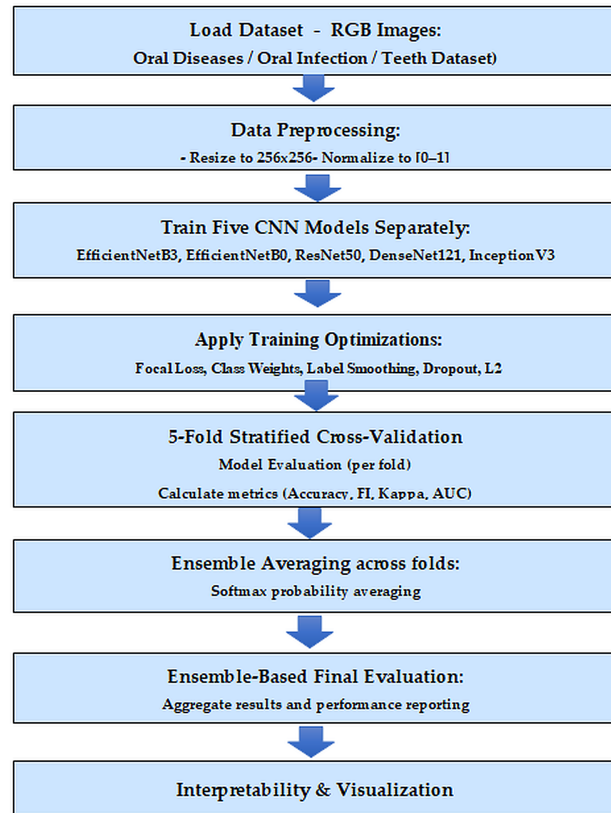 Load Dataset - RGB Images:
Oral Diseases / Oral Infection / Teeth Dataset)
Data Preprocessing:
- Resize to 256x256- Normalize to [0–1]
Train Five CNN Models Separately:
EfficientNetB3, EfficientNetB0, ResNet50, DenseNet121, InceptionV3
Apply Training Optimizations:
Focal Loss, Class Weights, Label Smoothing, Dropout, L2
5-Fold Stratified Cross-Validation
Model Evaluation (per fold)
Calculate metrics (Accuracy, FI, Kappa, AUC)
Ensemble Averaging across folds:
Softmax probability averaging
Ensemble-Based Final Evaluation:
Aggregate results and performance reporting
Interpretability & Visualization